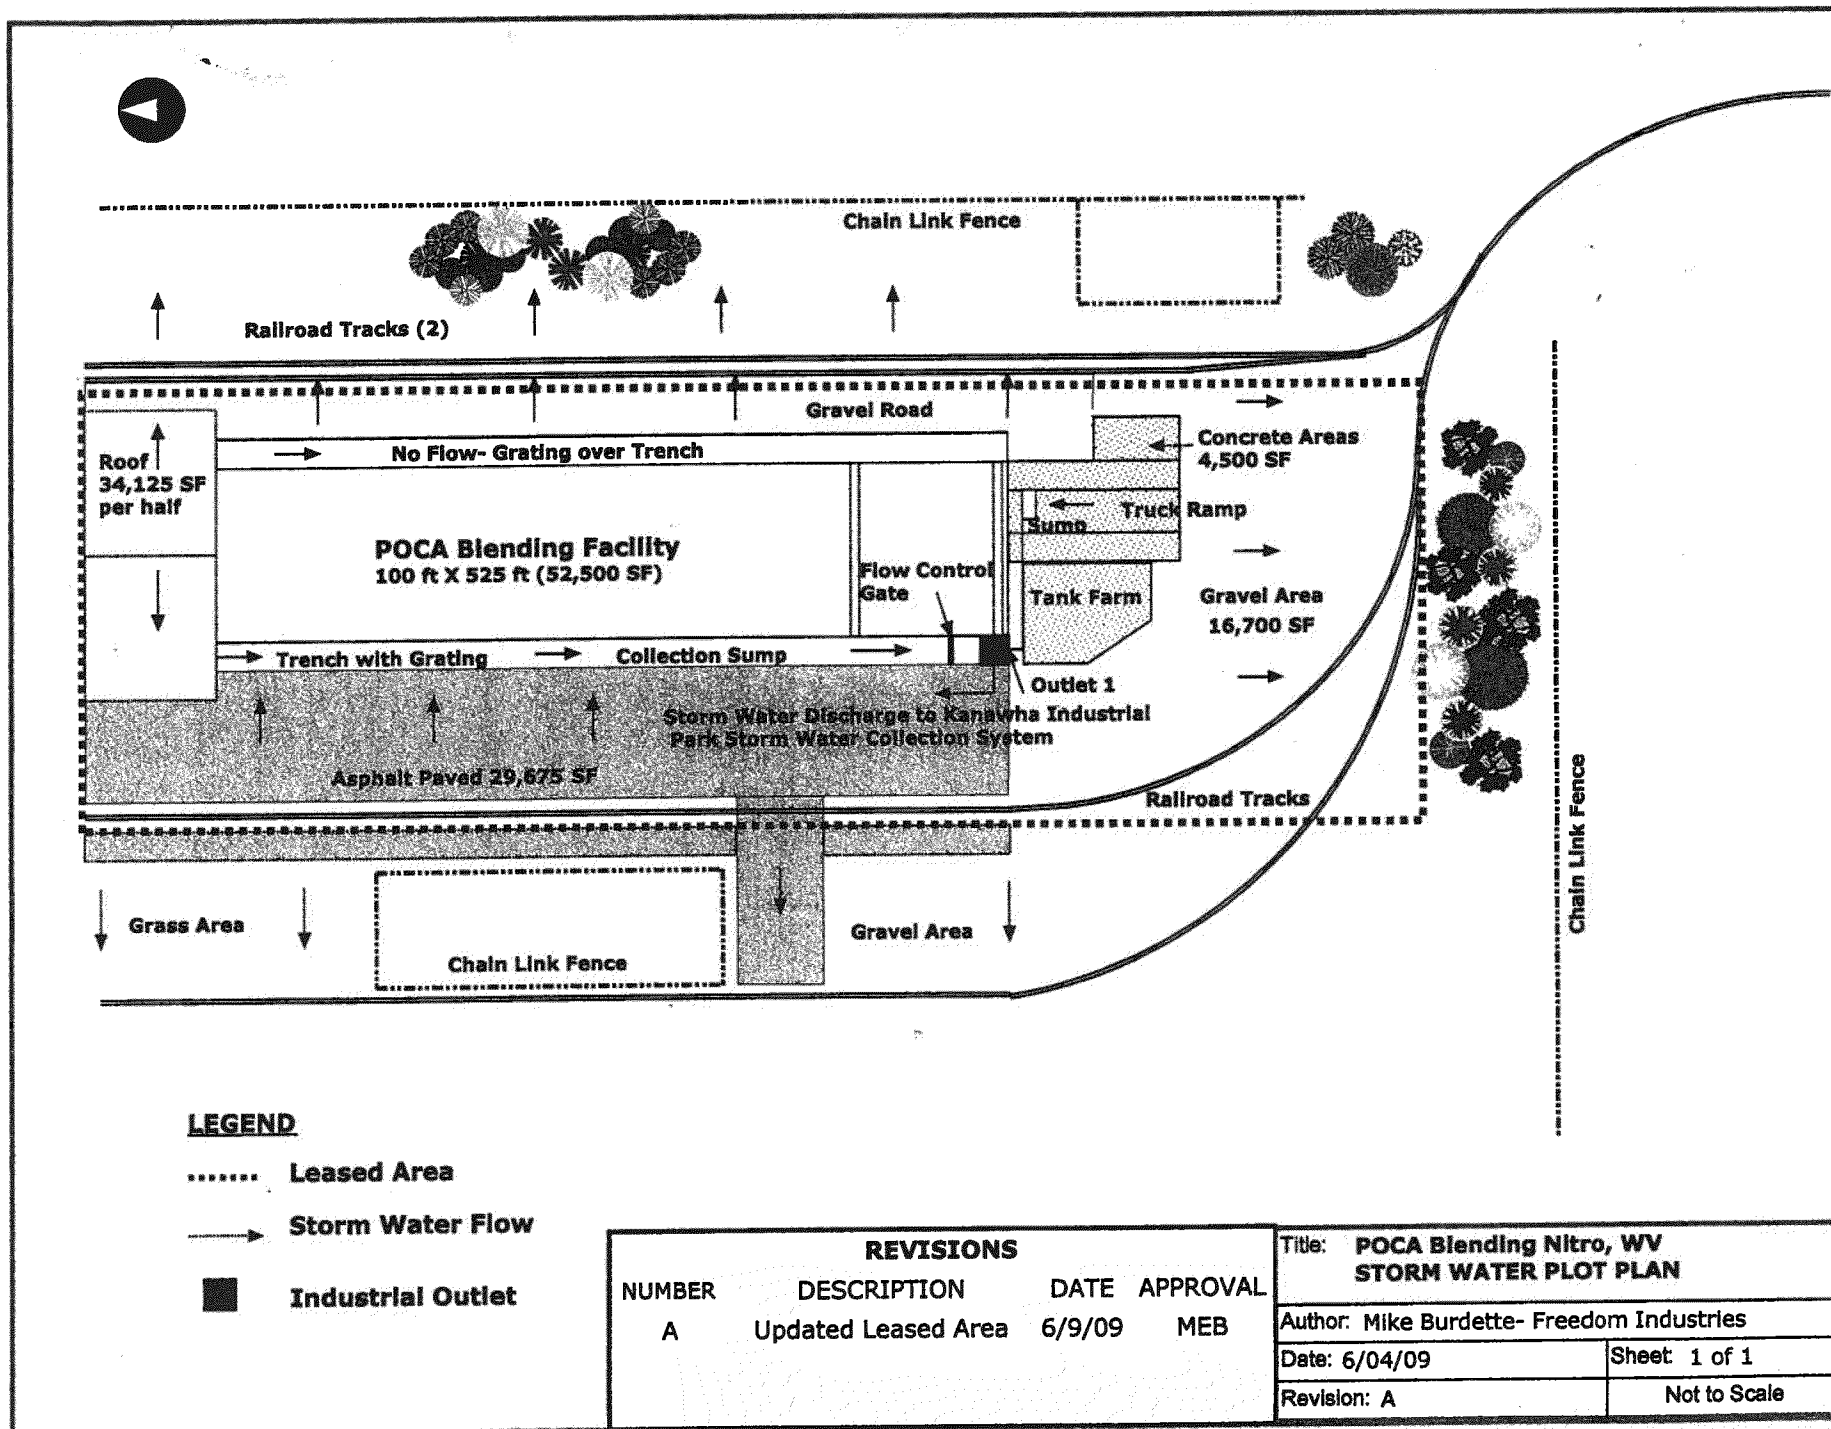 Chain Link Fence
Railroad Tracks (2)
Gravel Road
No Flow- Grating over Trench
Concrete Areas
4,500 SF
Roof
34,125 SF
per half
Truck Ramp
Sump
POCA Blending Facility
100 ft X 525 ft (52,500 SF)
Flow Control
Gate
Tank Farm
Gravel Area
16,700 SF
Trench with Grating
Collection Sump
Outlet 1
Storm Water Discharge to Kanawha Industrial
Park Storm Water Collection System
Asphalt Paved 29,675 SF
Railroad Tracks
Chain Link Fence
Grass Area
Gravel Area
Chain Link Fence
LEGEND
Leased Area
Storm Water Flow
Industrial Outlet
REVISIONS
NUMBER DESCRIPTION DATE APPROVAL
A Updated Leased Area 6/9/09 MEB
Title: POCA Blending Nitro, WV
STORM WATER PLOT PLAN
Author: Mike Burdette- Freedom Industries
Date: 6/04/09
Sheet 1 of 1
Revision: A
Not to Scale